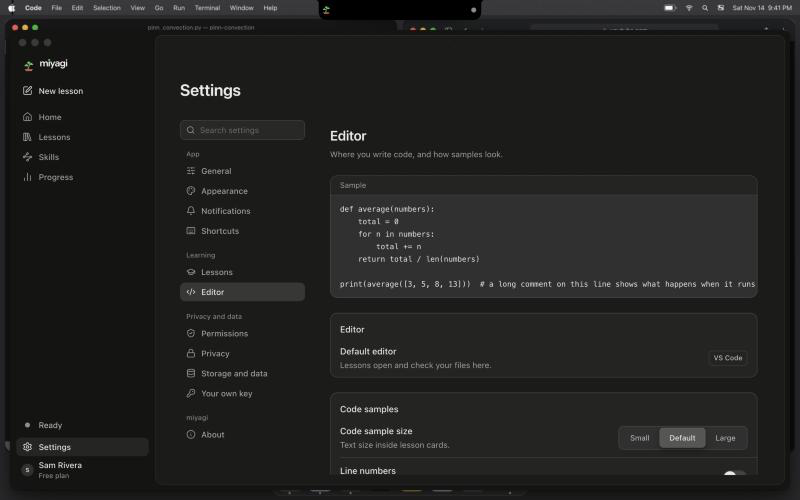 Code File Edit Selection View Go Run Terminal Window Help
Sat Nov 14 9:41 PM
pinn_convection.py — pinn-convection
miyagi
New lesson
Home
Lessons
Skills
Progress
Ready
Settings
S
Sam Rivera
Free plan
Settings
Search settings
App
General
Appearance
Notifications
Shortcuts
Learning
Lessons
Editor
Privacy and data
Permissions
Privacy
Storage and data
Your own key
miyagi
About
Editor
Where you write code, and how samples look.
Sample
def average(numbers):
    total = 0
    for n in numbers:
        total += n
    return total / len(numbers)
print(average([3, 5, 8, 13]))  # a long comment on this line shows what happens when it runs
Editor
Default editor
Lessons open and check your files here.
VS Code
Code samples
Code sample size
Text size inside lesson cards.
Small Default Large
Line numbers